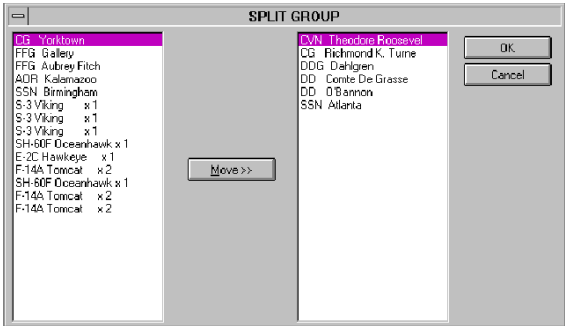 SPLIT GROUP
CG Yorktown
FFG Gallery
FFG Aubrey Fitch
AOR Kalamazoo
SSN Birmingham
S-3 Viking x 1
S-3 Viking x 1
S-3 Viking x 1
SH-60F Oceanhawk x 1
E-2C Hawkeye x 1
F-14A Tomcat x 2
SH-60F Oceanhawk x 1
F-14A Tomcat x 2
F-14A Tomcat x 2
Move >>
CVN Theodore Roosevel
CG Richmond K. Turne
DDG Dahlgren
DD Comte De Grasse
DD O'Bannon
SSN Atlanta
OK
Cancel